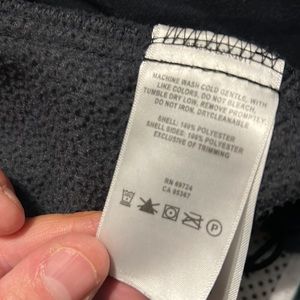 MACHINE WASH COLD GENTLE, WITH
LIKE COLORS. DO NOT BLEACH.
TUMBLE DRY LOW. REMOVE PROMPTLY.
DO NOT IRON. DRYCLEANABLE
SHELL: 100% POLYESTER
SHELL SIDES: 100% POLYESTER
EXCLUSIVE OF TRIMMING
RN 69724
CA 05367
P